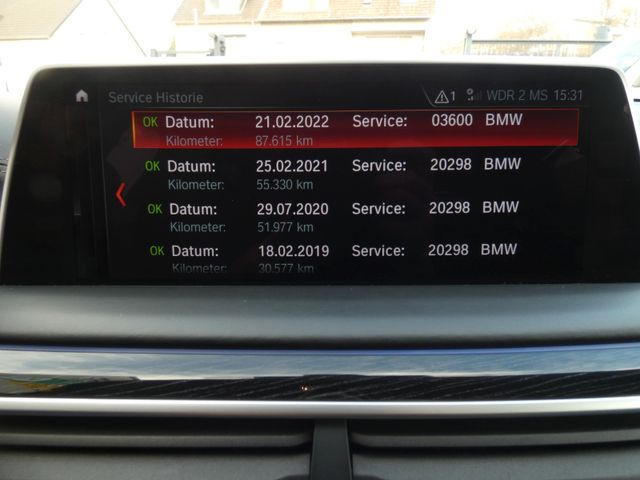 Service Historie 1 WDR 2 MS 15:31
OK Datum: 21.02.2022 Service: 03600 BMW
Kilometer: 87.615 km
OK Datum: 25.02.2021 Service: 20298 BMW
Kilometer: 55.330 km
OK Datum: 29.07.2020 Service: 20298 BMW
Kilometer: 51.977 km
OK Datum: 18.02.2019 Service: 20298 BMW
Kilometer: 30.577 km